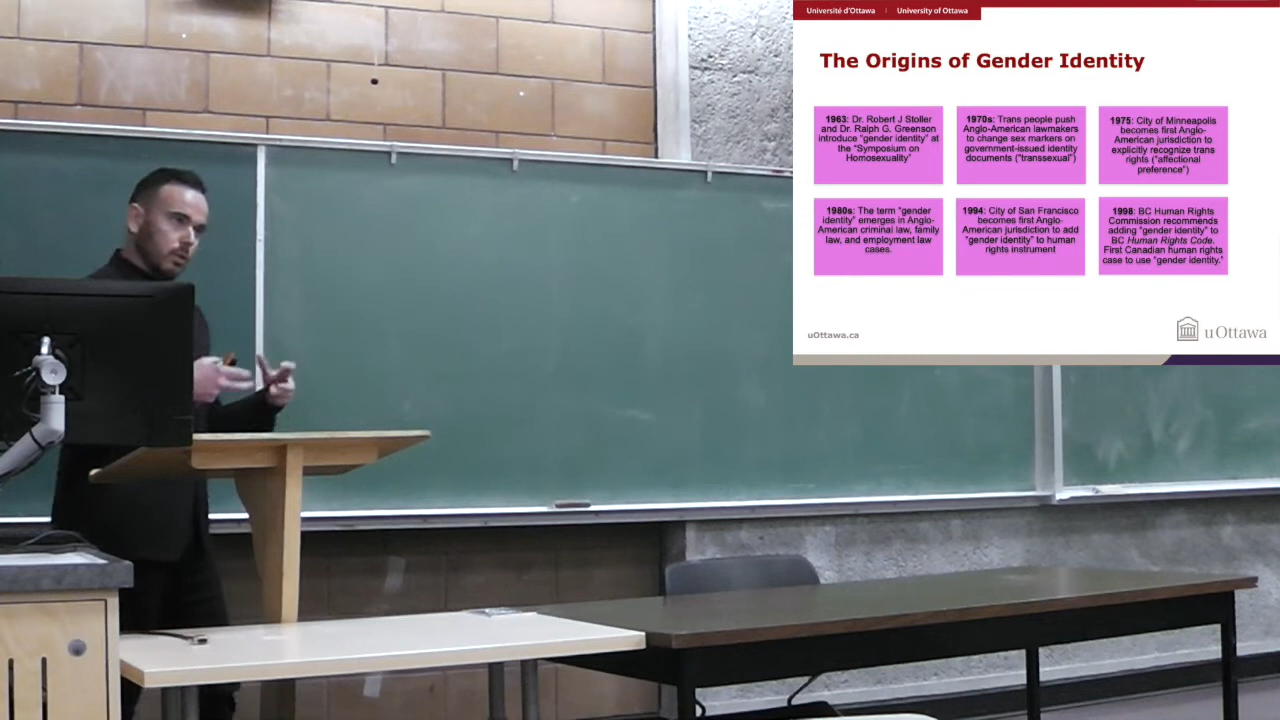 Université d'Ottawa | University of Ottawa
The Origins of Gender Identity
1963: Dr. Robert J Stoller
and Dr. Ralph G. Greenson
introduce "gender identity" at
the "Symposium on
Homosexuality"
1970s: Trans people push
Anglo-American lawmakers
to change sex markers on
government-issued identity
documents ("transsexual")
1975: City of Minneapolis
becomes first Anglo-
American jurisdiction to
explicitly recognize trans
rights ("affectional
preference")
1980s: The term "gender
identity" emerges in Anglo-
American criminal law, family
law, and employment law
cases.
1994: City of San Francisco
becomes first Anglo-
American jurisdiction to add
"gender identity" to human
rights instrument
1998: BC Human Rights
Commission recommends
adding "gender identity" to
BC Human Rights Code.
First Canadian human rights
case to use "gender identity."
uOttawa.ca
uOttawa